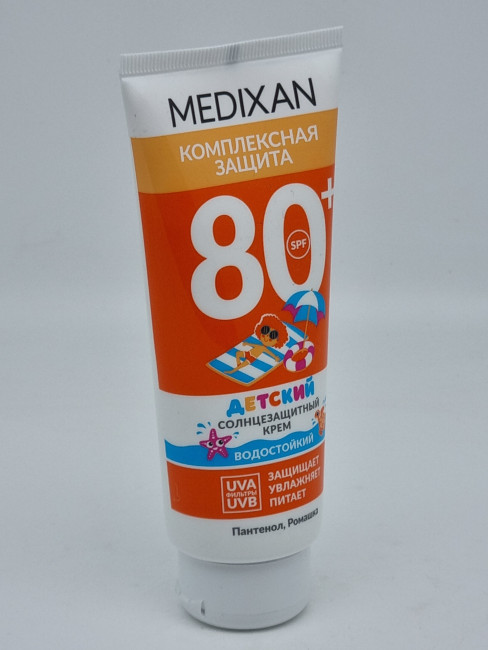 MEDIXAN
КОМПЛЕКСНАЯ
ЗАЩИТА
80+
SPF
ДЕТСКИЙ
СОЛНЦЕЗАЩИТНЫЙ
КРЕМ
ВОДОСТОЙКИЙ
UVA
ФИЛЬТРЫ
UVB
ЗАЩИЩАЕТ
УВЛАЖНЯЕТ
ПИТАЕТ
Пантенол, Ромашка